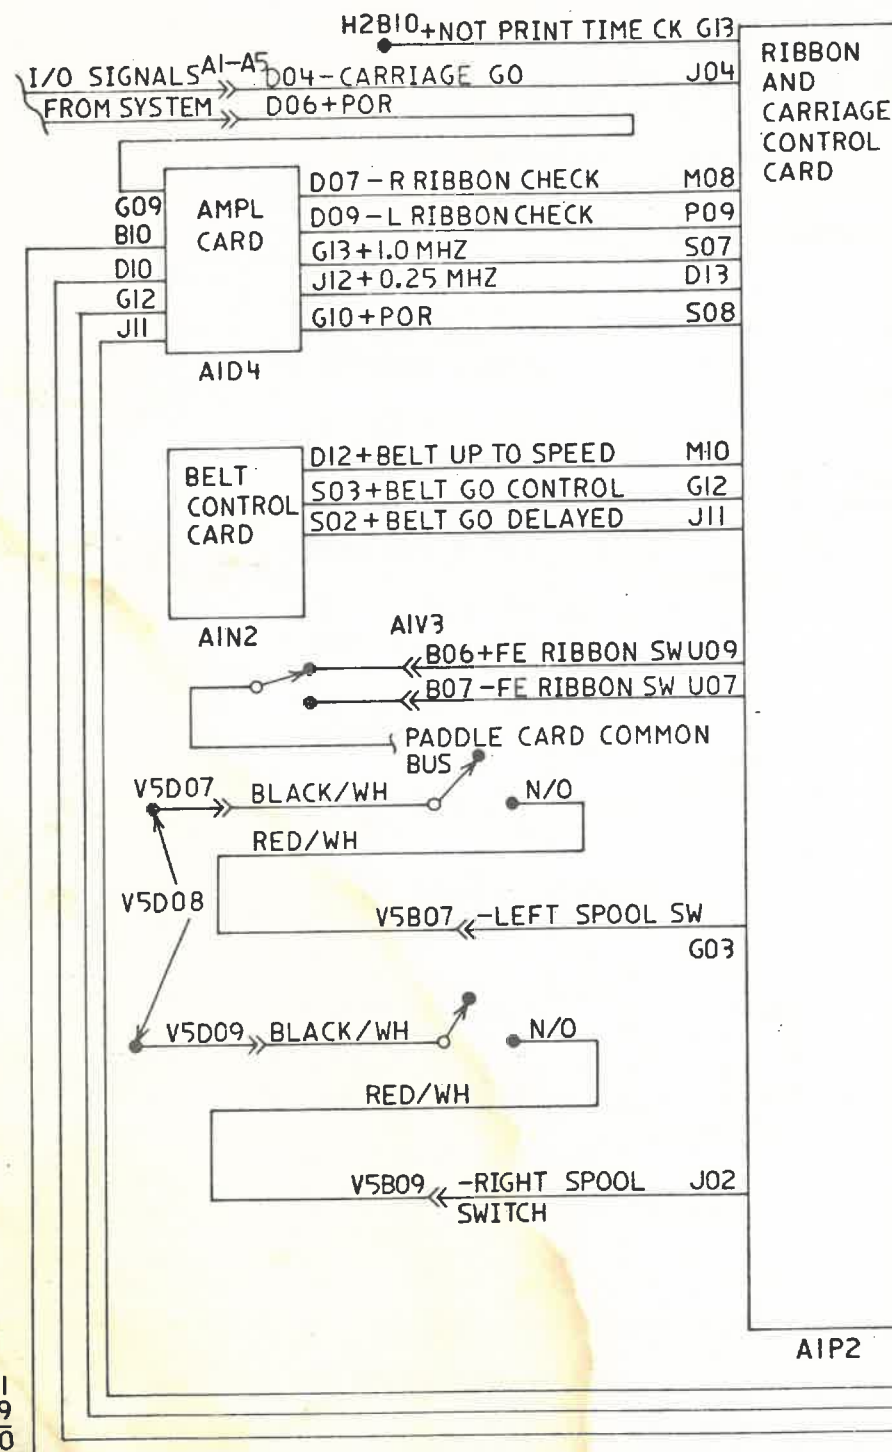 H2B10+NOT PRINT TIME CK G13
RIBBON
AND
CARRIAGE
CONTROL
CARD
I/O SIGNALS A1-A5 D04-CARRIAGE GO J04
FROM SYSTEM D06+POR
AMPL
CARD
G09
B10
D10
G12
J11
D07-R RIBBON CHECK M08
D09-L RIBBON CHECK P09
G13+1.0 MHZ S07
J12+0.25 MHZ D13
G10+POR S08
A1D4
BELT
CONTROL
CARD
D12+BELT UP TO SPEED M10
S03+BELT GO CONTROL G12
S02+BELT GO DELAYED J11
A1N2
A1V3
B06+FE RIBBON SW U09
B07-FE RIBBON SW U07
PADDLE CARD COMMON
BUS
V5D07 BLACK/WH N/O
RED/WH
V5D08
V5B07 -LEFT SPOOL SW
G03
V5D09 BLACK/WH N/O
RED/WH
V5B09 -RIGHT SPOOL J02
SWITCH
A1P2
1
9
0